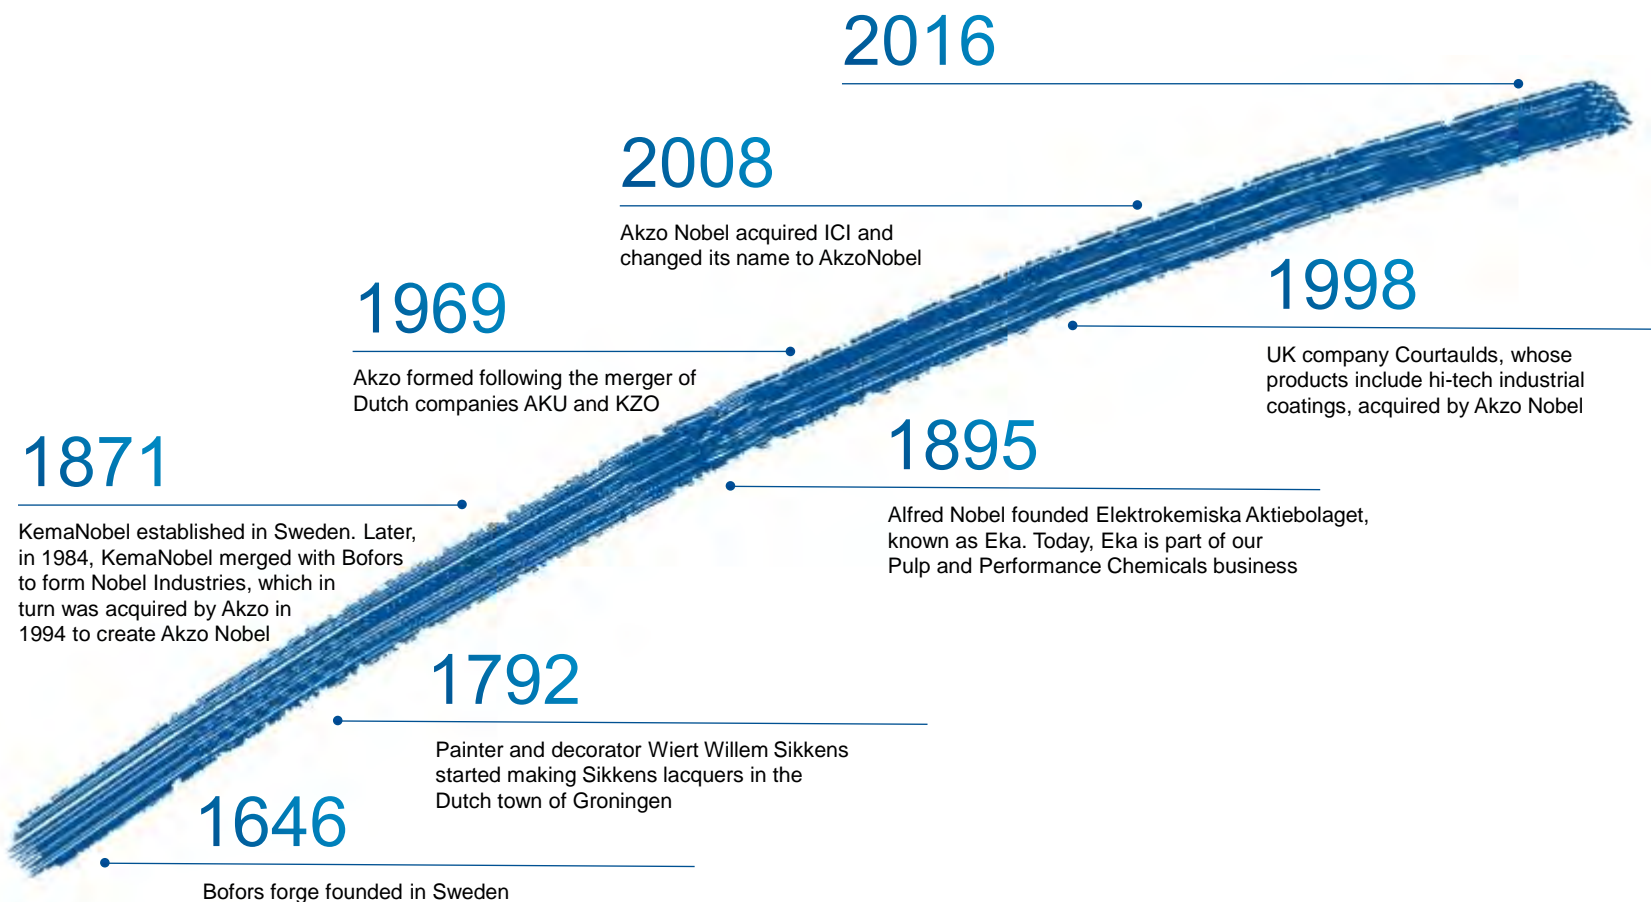 2016
2008
Akzo Nobel acquired ICI and
changed its name to AkzoNobel
1998
UK company Courtaulds, whose
products include hi-tech industrial
coatings, acquired by Akzo Nobel
1969
Akzo formed following the merger of
Dutch companies AKU and KZO
1895
Alfred Nobel founded Elektrokemiska Aktiebolaget,
known as Eka. Today, Eka is part of our
Pulp and Performance Chemicals business
1871
KemaNobel established in Sweden. Later,
in 1984, KemaNobel merged with Bofors
to form Nobel Industries, which in
turn was acquired by Akzo in
1994 to create Akzo Nobel
1792
Painter and decorator Wiert Willem Sikkens
started making Sikkens lacquers in the
Dutch town of Groningen
1646
Bofors forge founded in Sweden